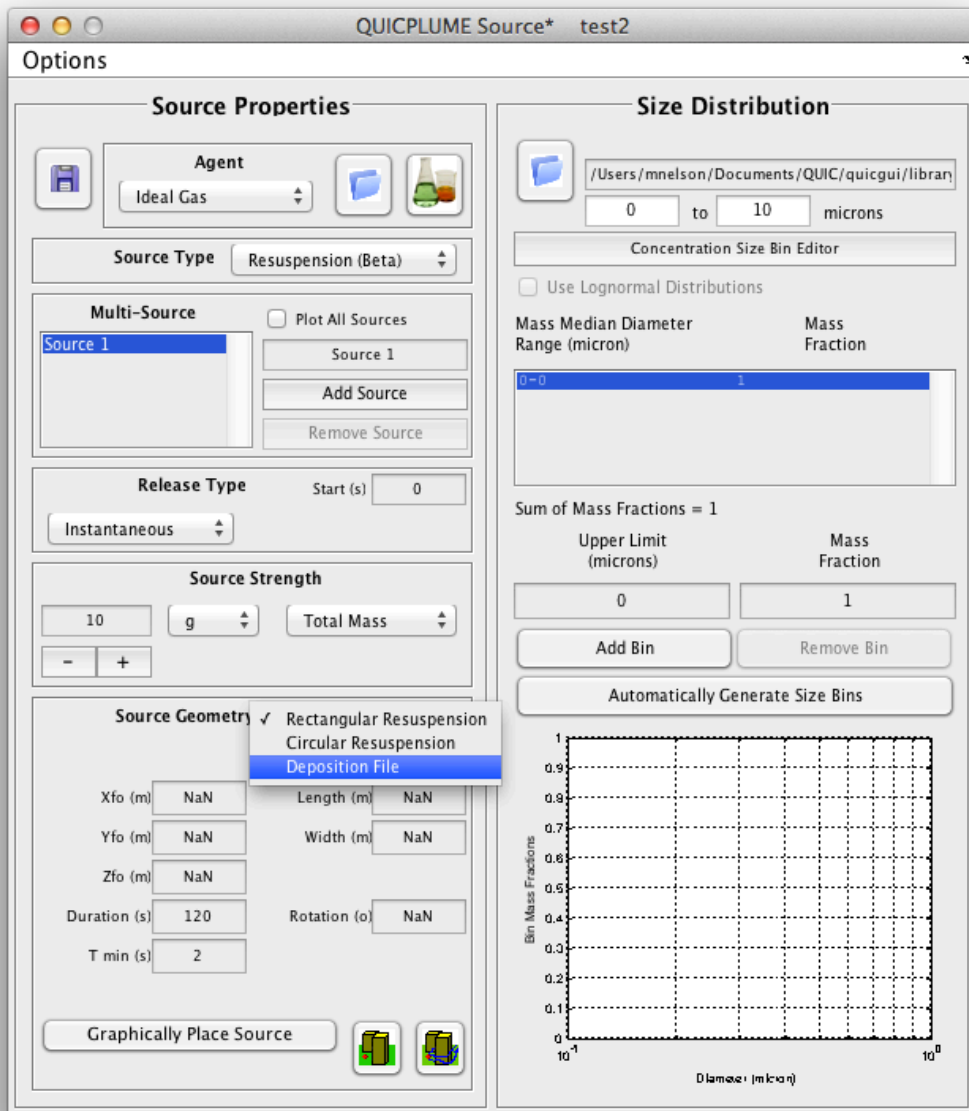 QUICPLUME Source* test2
Options
Source Properties
Agent
Ideal Gas
Source Type
Resuspension (Beta)
Multi-Source
Plot All Sources
Source 1
Source 1
Add Source
Remove Source
Release Type
Start (s)
0
Instantaneous
Source Strength
10
g
Total Mass
-
+
Source Geometry
✓ Rectangular Resuspension
Circular Resuspension
Deposition File
Xfo (m)
NaN
Length (m)
NaN
Yfo (m)
NaN
Width (m)
NaN
Zfo (m)
NaN
Duration (s)
120
Rotation (o)
NaN
T min (s)
2
Graphically Place Source
Size Distribution
/Users/mnelson/Documents/QUIC/quicgui/library
0
to
10
microns
Concentration Size Bin Editor
Use Lognormal Distributions
Mass Median Diameter
Range (micron)
Mass
Fraction
0-0
1
Sum of Mass Fractions = 1
Upper Limit
(microns)
Mass
Fraction
0
1
Add Bin
Remove Bin
Automatically Generate Size Bins
1
0.9
0.8
0.7
0.6
0.5
0.4
0.3
0.2
0.1
0
Bin Mass Fractions
10⁻¹
10⁰
Diameter (micron)